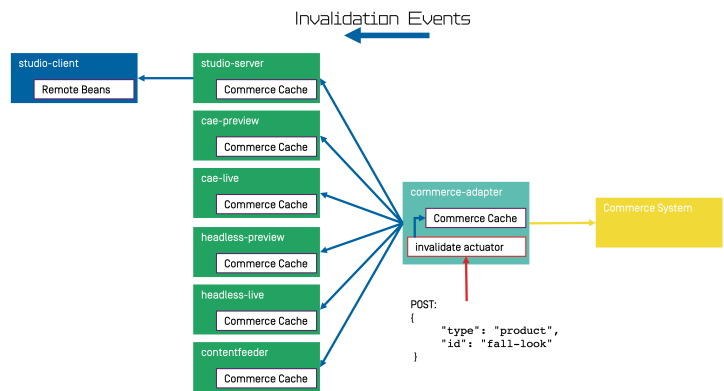 Invalidation Events
studio-client
Remote Beans
studio-server
Commerce Cache
cae-preview
Commerce Cache
cae-live
Commerce Cache
headless-preview
Commerce Cache
headless-live
Commerce Cache
contentfeeder
Commerce Cache
commerce-adapter
Commerce Cache
invalidate actuator
Commerce System
POST:
{
"type": "product",
"id": "fall-look"
}